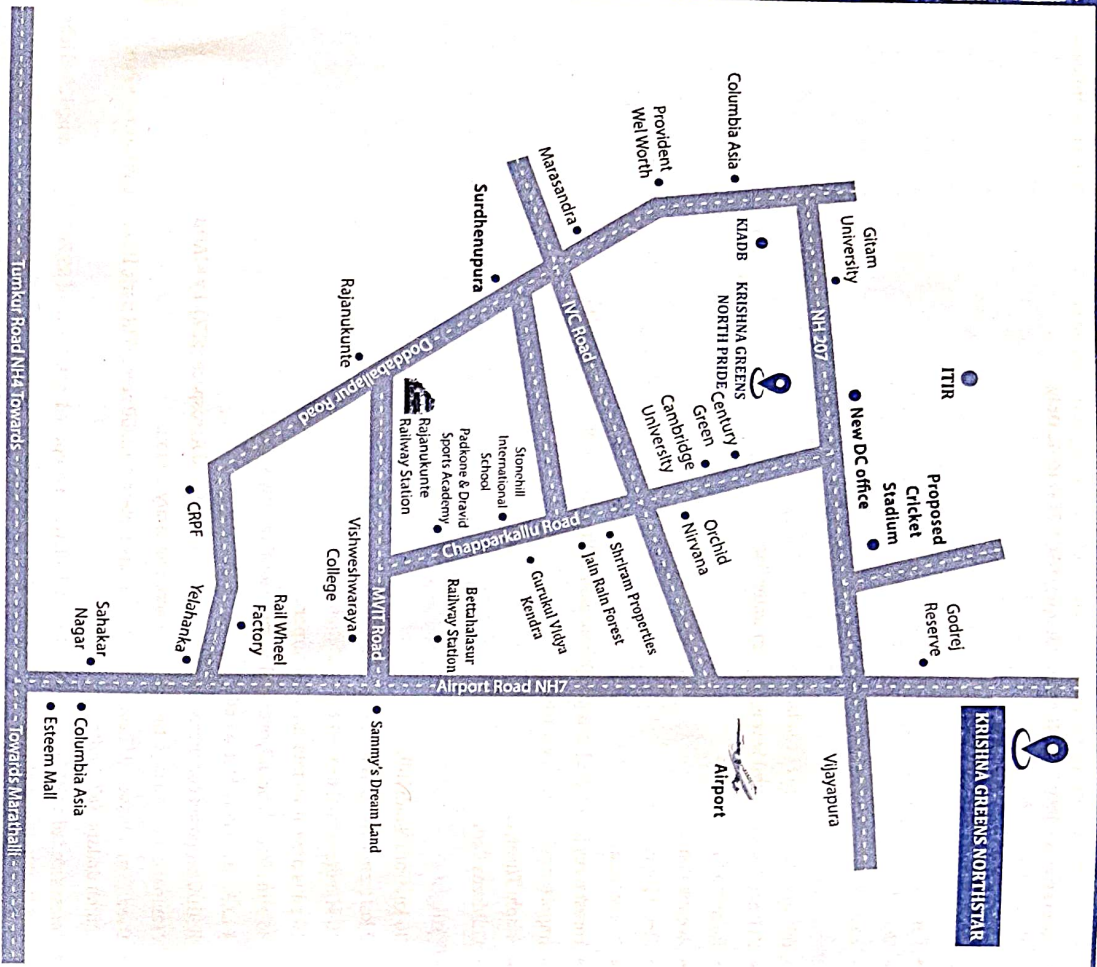 KRISHNA GREENS NORTHSTAR
Godrej
Reserve
Vijayapura
Proposed
Cricket
Stadium
ITIR
New DC office
Gitam
University
NH 207
Columbia Asia
KIADB
KRISHNA GREENS
NORTH PRIDE
Century
Green
Cambridge
University
Orchid
Nirvana
Airport
Provident
Wel Worth
Marasandra
IVC Road
Shriram Properties
Jain Rain Forest
Surdhenupura
Chapparkallu Road
Gurukul Vidya
Kendra
Stonehill
International
School
Padkone & Dravid
Sports Academy
Bettahalasur
Railway Station
Airport Road NH7
Rajanukunte
Railway Station
Doddaballapur Road
Rajanukunte
MVIT Road
Vishweshwaraya
College
Sammy's Dream Land
Rail Wheel
Factory
CRPF
Yelahanka
Sahakar
Nagar
Columbia Asia
Esteem Mall
Tumkur Road NH4 Towards
Towards Marathalli